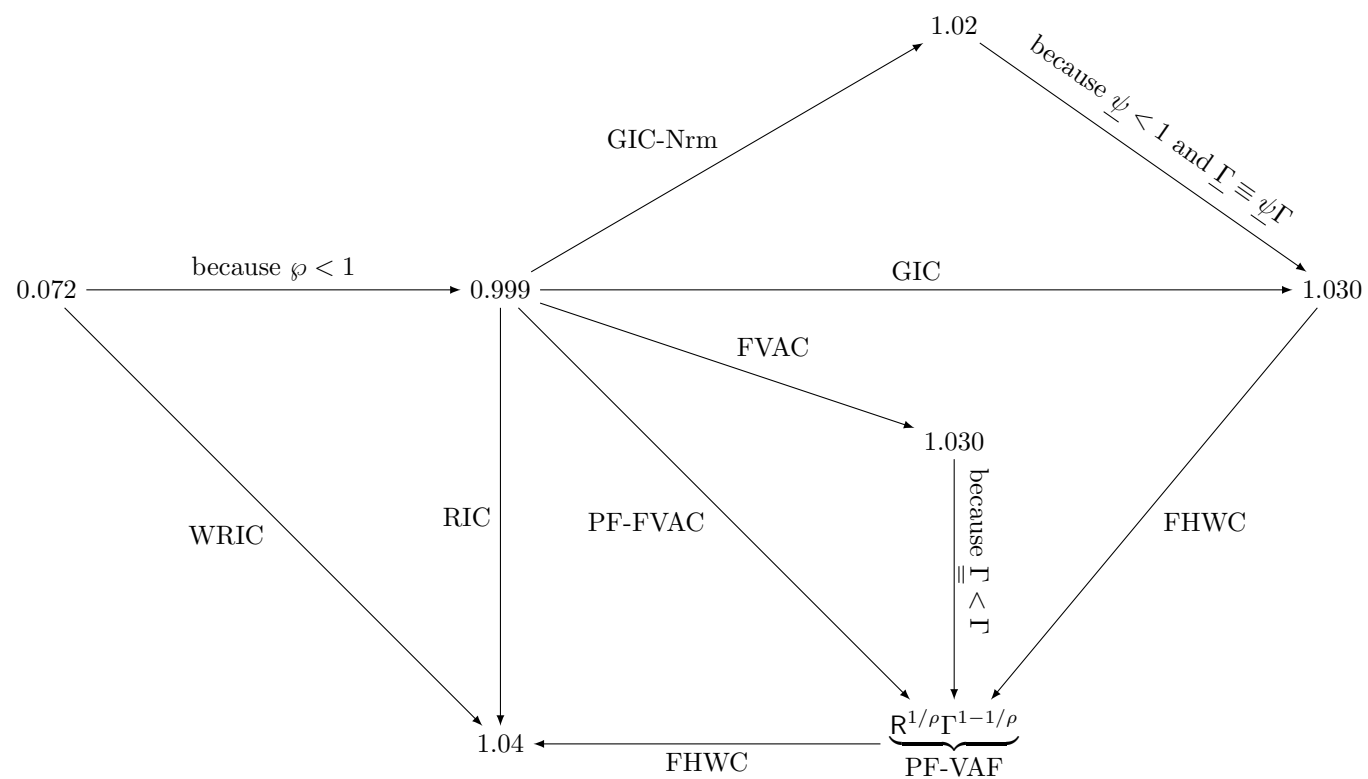 1.02
because ψ̲ < 1 and Γ̲ ≡ ψ̲Γ
GIC-Nrm
because ℘ < 1
GIC
0.072
0.999
1.030
FVAC
1.030
because Γ̳ < Γ
WRIC
RIC
PF-FVAC
FHWC
R^{1/ρ}Γ^{1−1/ρ}
1.04
FHWC
PF-VAF